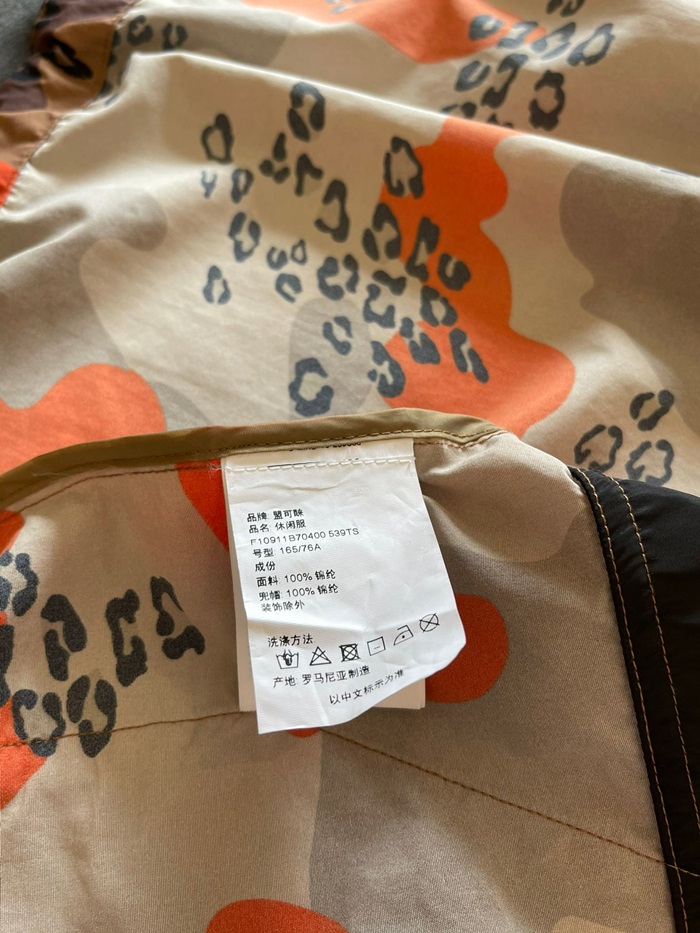 品牌: 盟可睐
品名: 休闲服
F10911B70400 539TS
号型: 165/76A
成份
面料: 100% 锦纶
兜帽: 100% 锦纶
装饰除外
洗涤方法
产地: 罗马尼亚制造
以中文标示为准